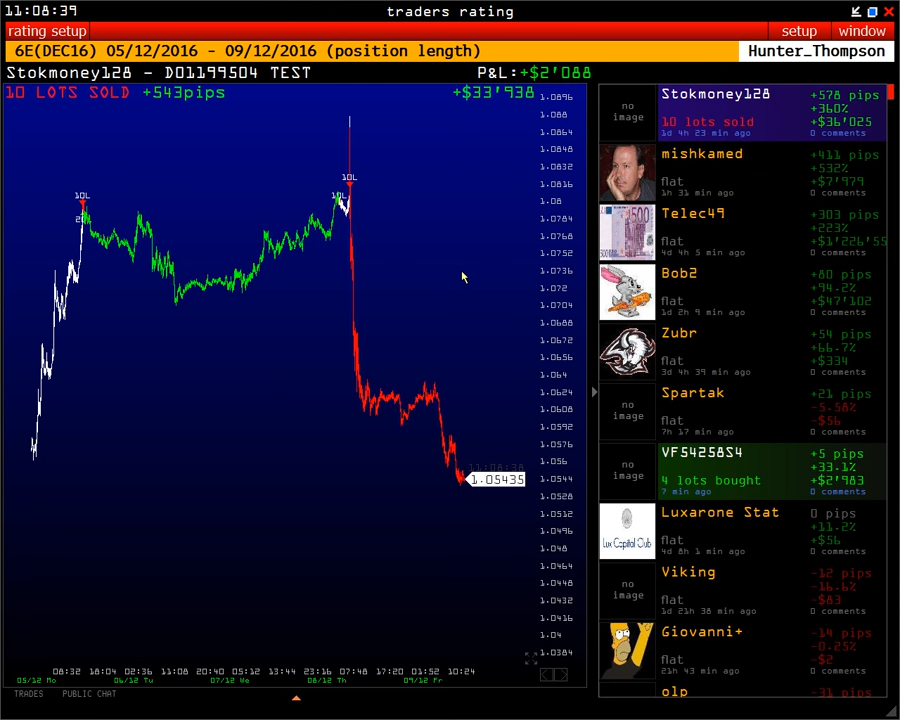 11:08:39
traders rating
rating setup
setup
window
6E(DEC16) 05/12/2016 - 09/12/2016 (position length)
Hunter_Thompson
Stokmoney128 - D01199504 TEST
P&L:+$2'088
10 LOTS SOLD +543pips
+$33'938
10L
10L
10L
11:08:38
1.05435
1.0896
1.088
1.0864
1.0848
1.0832
1.0816
1.08
1.0784
1.0768
1.0752
1.0736
1.072
1.0704
1.0688
1.0672
1.0656
1.064
1.0624
1.0608
1.0592
1.0576
1.056
1.0544
1.0528
1.0512
1.0496
1.048
1.0464
1.0448
1.0432
1.0416
1.04
1.0384
08:32 18:04 02:36 11:08 20:40 05:12 13:44 23:16 07:48 17:20 01:52 10:24
05/12 Mo 06/12 Tu 07/12 We 08/12 Th 09/12 Fr
TRADES PUBLIC CHAT
no image
Stokmoney128
+578 pips
+360%
10 lots sold
+$36'025
1d 4h 23 min ago
0 comments
mishkamed
+411 pips
+532%
flat
+$7'979
1h 31 min ago
0 comments
500
Telec49
+303 pips
+223%
flat
+$1'226'55
4d 4h 5 min ago
0 comments
Bob2
+80 pips
+94.2%
flat
+$47'102
1d 2h 9 min ago
0 comments
Zubr
+54 pips
+66.7%
flat
+$334
3d 4h 39 min ago
0 comments
no image
Spartak
+21 pips
-5.58%
flat
-$56
7h 17 min ago
0 comments
no image
VF54258S4
+5 pips
+33.1%
4 lots bought
+$2'983
7 min ago
0 comments
Lux Capital Club
Luxarone Stat
0 pips
+11.2%
flat
+$56
4d 8h 1 min ago
0 comments
no image
Viking
-12 pips
-16.6%
flat
-$83
1d 21h 38 min ago
0 comments
Giovanni+
-14 pips
-0.25%
flat
-$2
21h 43 min ago
0 comments
olp
-31 pips